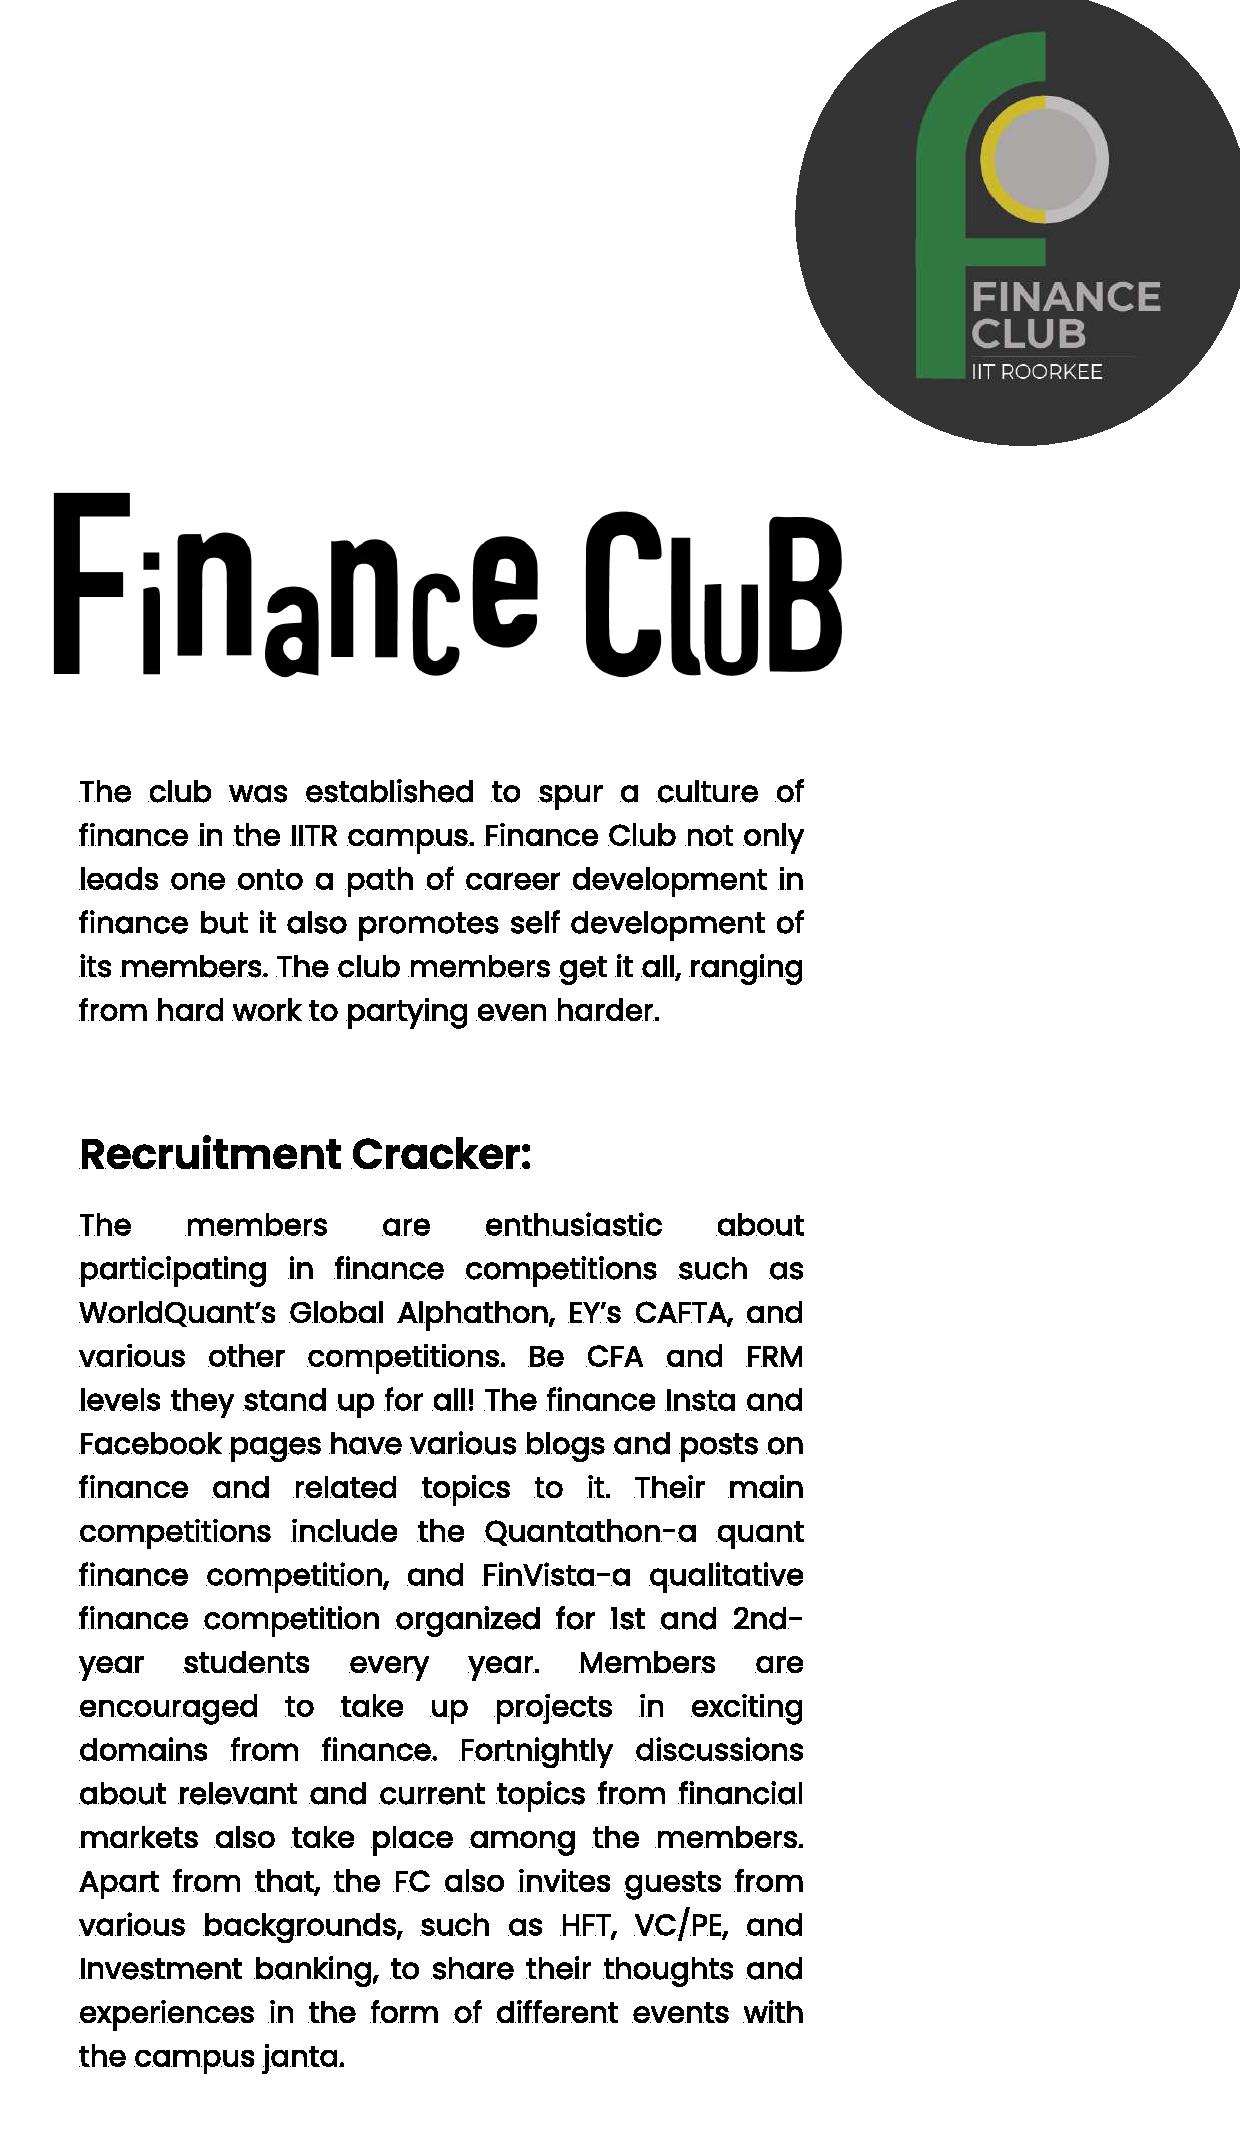 FINANCE
CLUB
IIT ROORKEE
Finance CluB
The club was established to spur a culture of
finance in the IITR campus. Finance Club not only
leads one onto a path of career development in
finance but it also promotes self development of
its members. The club members get it all, ranging
from hard work to partying even harder.
Recruitment Cracker:
The members are enthusiastic about
participating in finance competitions such as
WorldQuant’s Global Alphathon, EY’s CAFTA, and
various other competitions. Be CFA and FRM
levels they stand up for all! The finance Insta and
Facebook pages have various blogs and posts on
finance and related topics to it. Their main
competitions include the Quantathon-a quant
finance competition, and FinVista-a qualitative
finance competition organized for 1st and 2nd-
year students every year. Members are
encouraged to take up projects in exciting
domains from finance. Fortnightly discussions
about relevant and current topics from financial
markets also take place among the members.
Apart from that, the FC also invites guests from
various backgrounds, such as HFT, VC/PE, and
Investment banking, to share their thoughts and
experiences in the form of different events with
the campus janta.